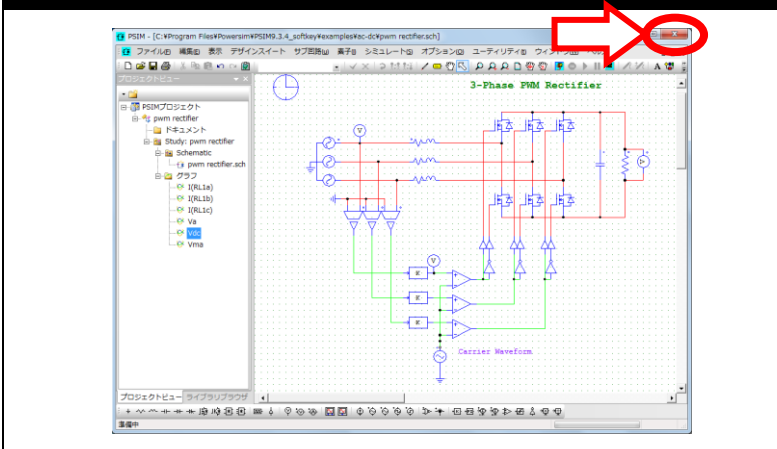 PSIM - [C:¥Program Files¥Powersim¥PSIM9.3.4_softkey¥examples¥ac-dc¥pwm rectifier.sch]
ファイル(F) 編集(E) 表示 デザインスイート サブ回路(U) 素子(E) シミュレート(S) オプション(O) ユーティリティ(I)
プロジェクトビュー
3-Phase PWM Rectifier
PSIMプロジェクト
pwm rectifier
ドキュメント
Study: pwm rectifier
Schematic
pwm rectifier.sch
グラフ
I(RL1a)
I(RL1b)
I(RL1c)
Va
Vdc
Vma
V
V
K
K
K
Carrier Waveform
プロジェクトビュー ライブラリブラウザ
準備中